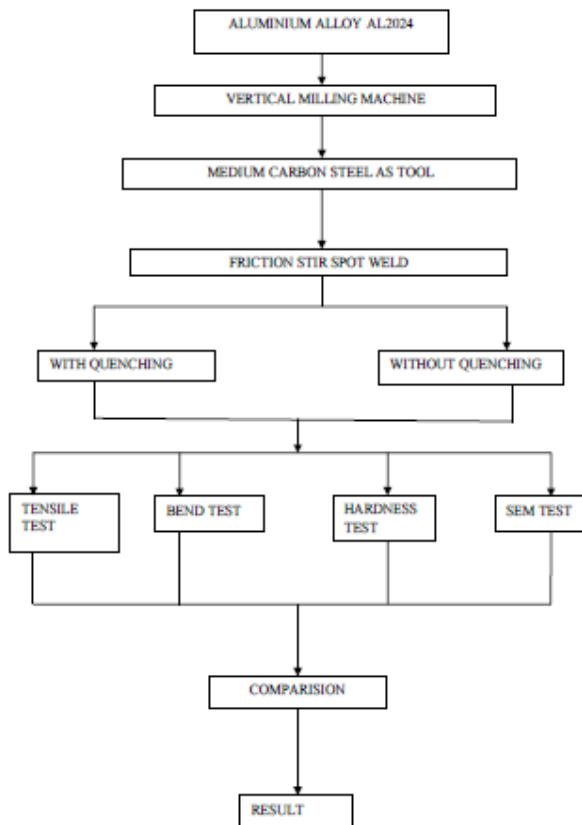 ALUMINIUM ALLOY AL2024
VERTICAL MILLING MACHINE
MEDIUM CARBON STEEL AS TOOL
FRICTION STIR SPOT WELD
WITH QUENCHING
WITHOUT QUENCHING
TENSILE
TEST
BEND TEST
HARDNESS
TEST
SEM TEST
COMPARISION
RESULT